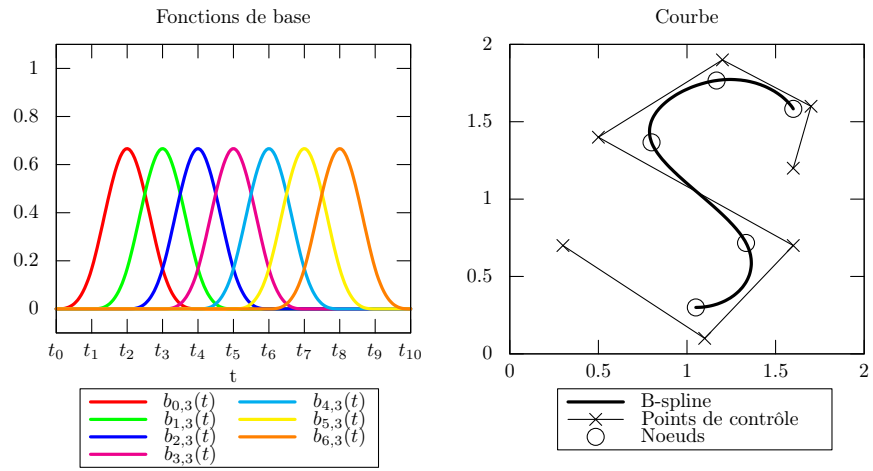 Fonctions de base
1
0.8
0.6
0.4
0.2
0
t0 t1 t2 t3 t4 t5 t6 t7 t8 t9 t10
t
b0,3(t) b4,3(t)
b1,3(t) b5,3(t)
b2,3(t) b6,3(t)
b3,3(t)
Courbe
2
1.5
1
0.5
0
0 0.5 1 1.5 2
B-spline
Points de contrôle
Noeuds